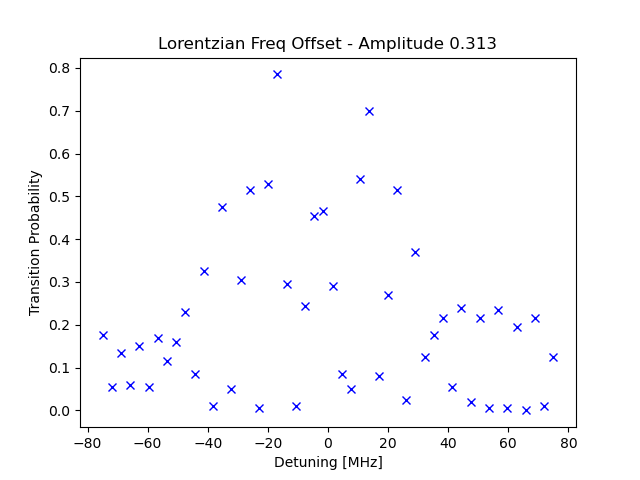 Lorentzian Freq Offset - Amplitude 0.313
0.8
0.7
0.6
0.5
0.4
0.3
0.2
0.1
0.0
Transition Probability
−80 −60 −40 −20 0 20 40 60 80
Detuning [MHz]